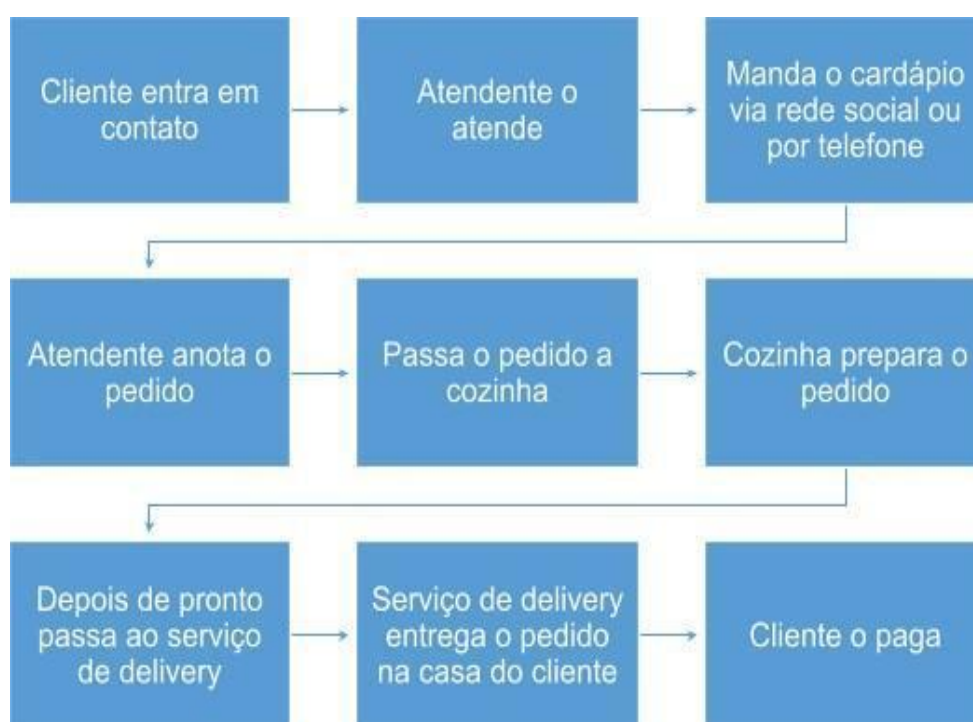 Cliente entra em
contato
Atendente o
atende
Manda o cardápio
via rede social ou
por telefone
Atendente anota o
pedido
Passa o pedido a
cozinha
Cozinha prepara o
pedido
Depois de pronto
passa ao serviço
de delivery
Serviço de delivery
entrega o pedido
na casa do cliente
Cliente o paga